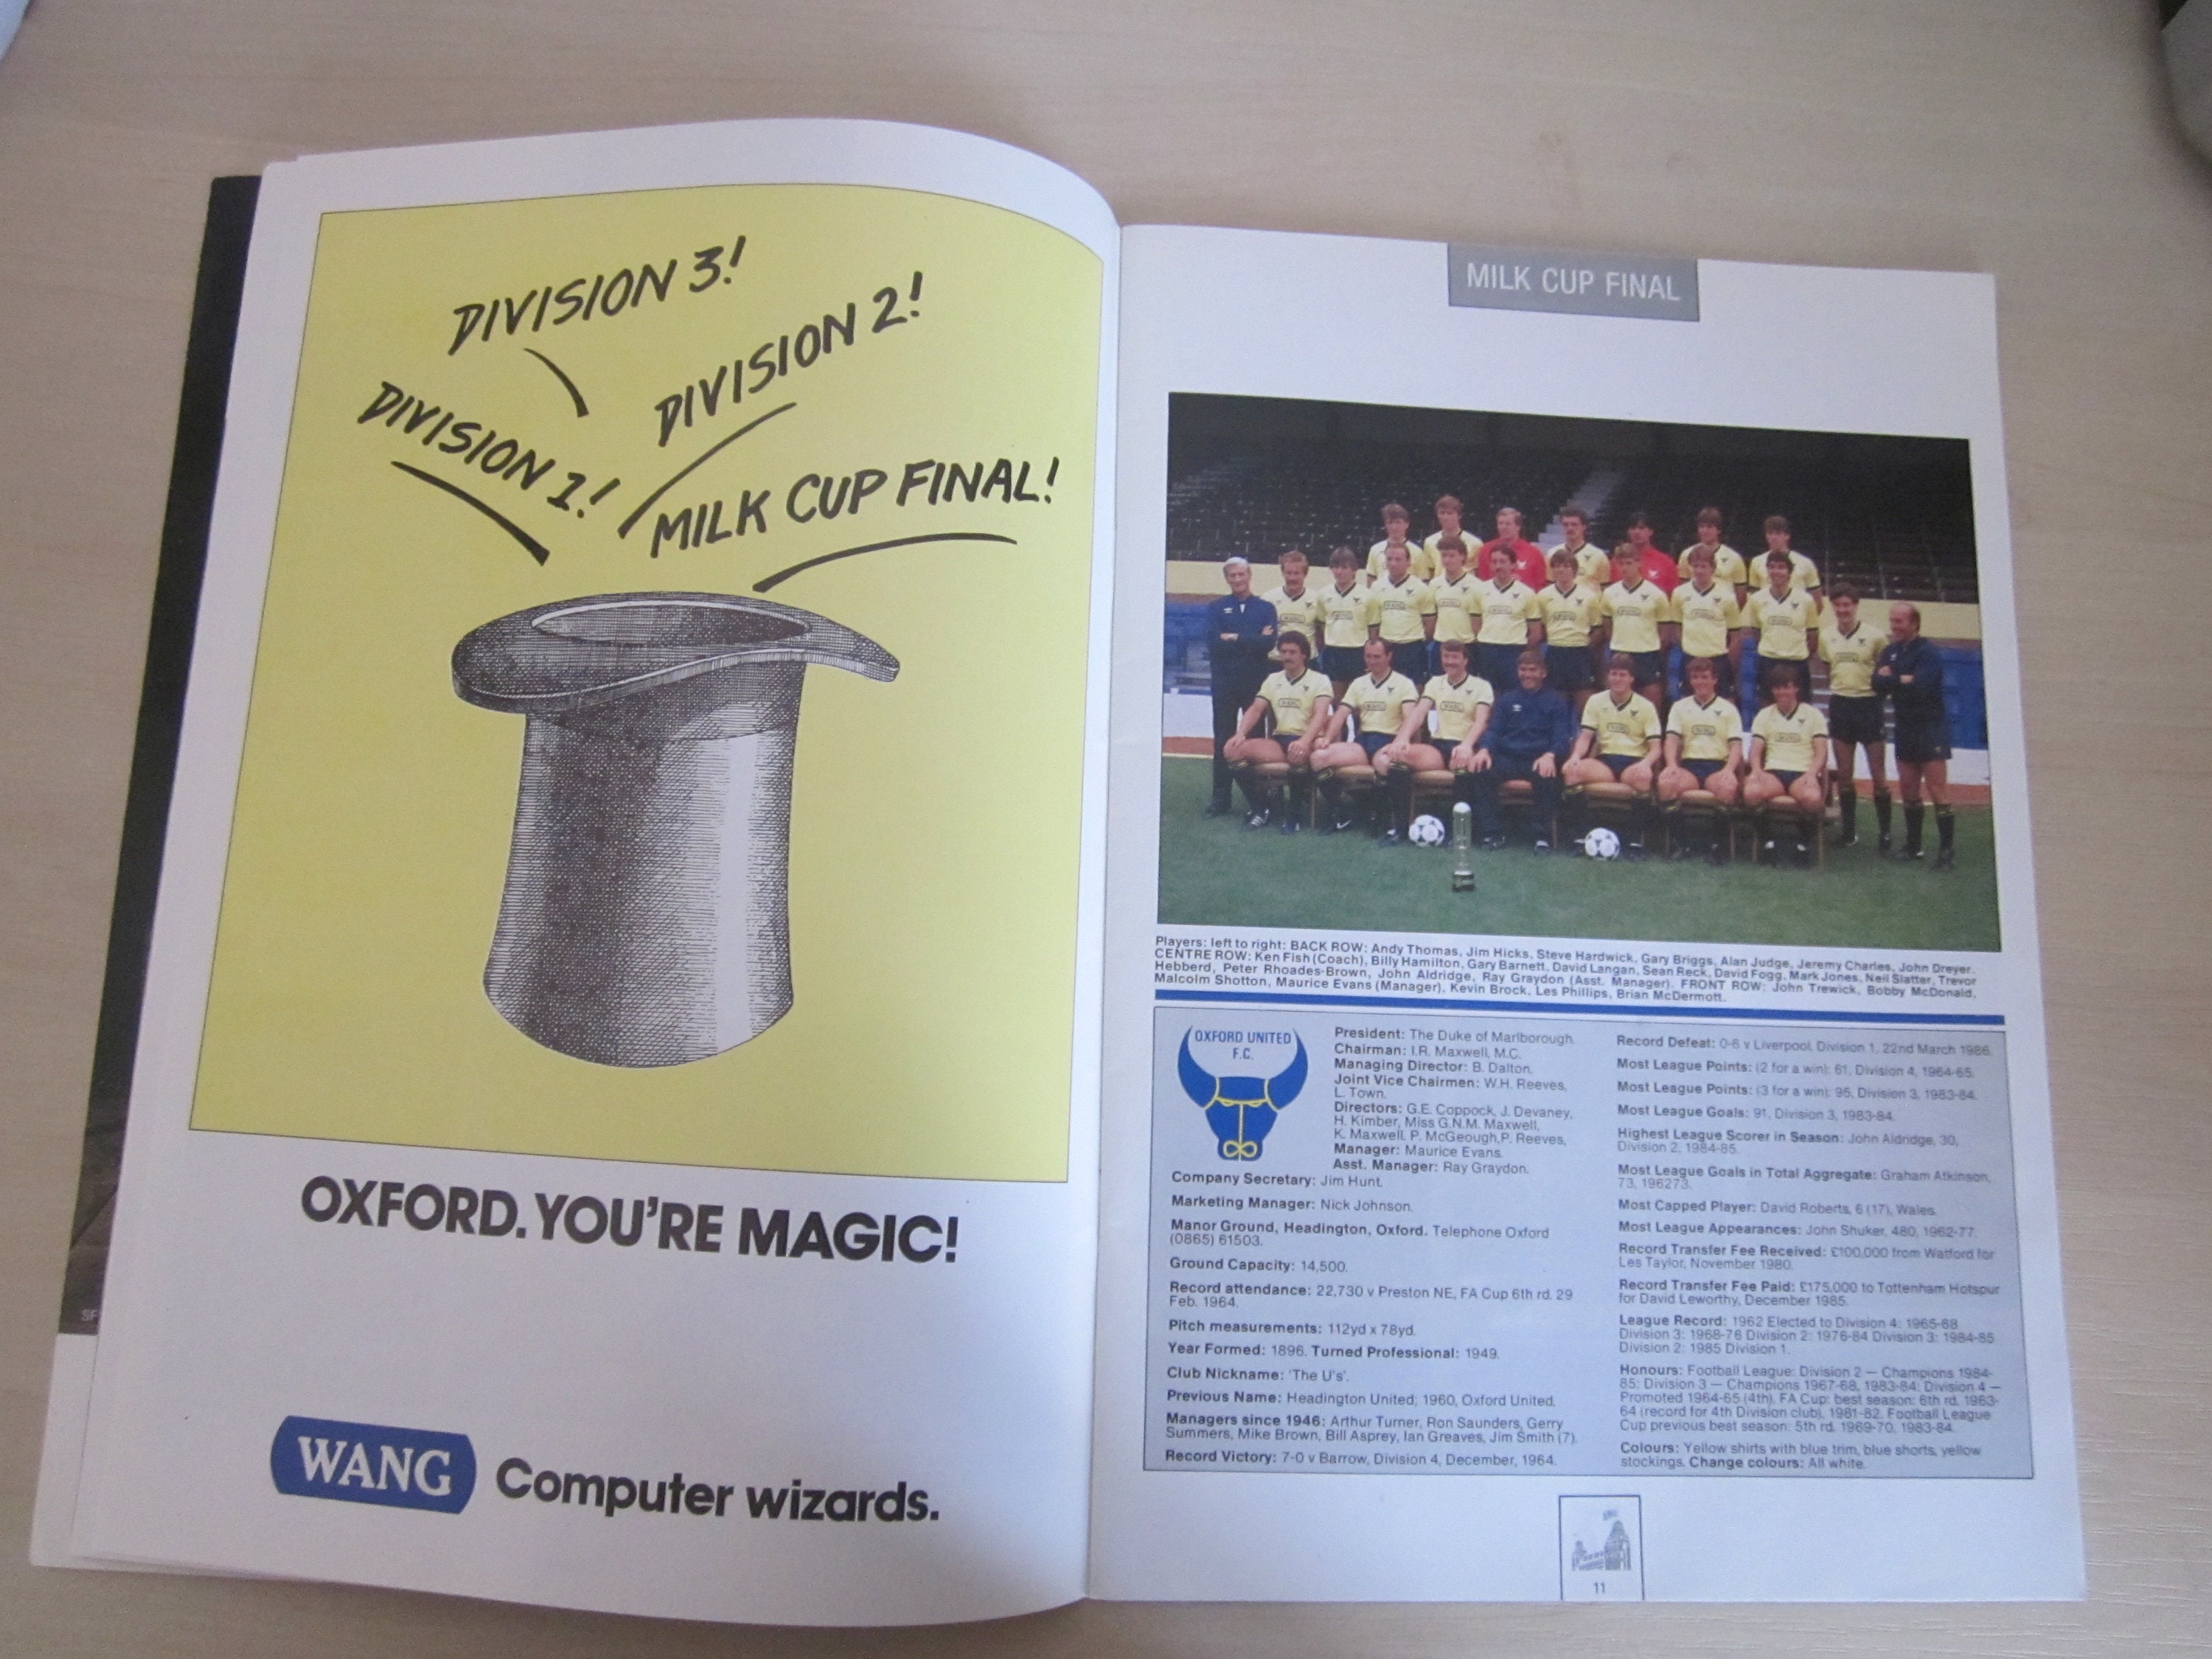 DIVISION 3!
DIVISION 2!
DIVISION 1!
MILK CUP FINAL!
OXFORD. YOU'RE MAGIC!
WANG Computer wizards.
SF
MILK CUP FINAL
Players: left to right: BACK ROW: Andy Thomas, Jim Hicks, Steve Hardwick, Gary Briggs, Alan Judge, Jeremy Charles, John Dreyer.
CENTRE ROW: Ken Fish (Coach), Billy Hamilton, Gary Barnett, David Langan, Sean Reck, David Fogg, Mark Jones, Neil Slatter, Trevor
Hebberd, Peter Rhoades-Brown, John Aldridge, Ray Graydon (Asst. Manager). FRONT ROW: John Trewick, Bobby McDonald,
Malcolm Shotton, Maurice Evans (Manager), Kevin Brock, Les Phillips, Brian McDermott.
OXFORD UNITED
F.C.
President: The Duke of Marlborough.
Chairman: I.R. Maxwell, M.C.
Managing Director: B. Dalton.
Joint Vice Chairmen: W.H. Reeves,
L. Town.
Directors: G.E. Coppock, J. Devaney,
H. Kimber, Miss G.N.M. Maxwell,
K. Maxwell, P. McGeough, P. Reeves,
Manager: Maurice Evans.
Asst. Manager: Ray Graydon.
Company Secretary: Jim Hunt.
Marketing Manager: Nick Johnson.
Manor Ground, Headington, Oxford. Telephone Oxford
(0865) 61503.
Ground Capacity: 14,500.
Record attendance: 22,730 v Preston NE, FA Cup 6th rd. 29
Feb. 1964.
Pitch measurements: 112yd x 78yd.
Year Formed: 1896. Turned Professional: 1949.
Club Nickname: 'The U's'.
Previous Name: Headington United; 1960, Oxford United.
Managers since 1946: Arthur Turner, Ron Saunders, Gerry
Summers, Mike Brown, Bill Asprey, Ian Greaves, Jim Smith (7).
Record Victory: 7-0 v Barrow, Division 4, December, 1964.
Record Defeat: 0-6 v Liverpool, Division 1, 22nd March 1986.
Most League Points: (2 for a win): 61, Division 4, 1964-65.
Most League Points: (3 for a win): 95, Division 3, 1983-84.
Most League Goals: 91, Division 3, 1983-84.
Highest League Scorer in Season: John Aldridge, 30,
Division 2, 1984-85.
Most League Goals in Total Aggregate: Graham Atkinson,
73, 196273.
Most Capped Player: David Roberts, 6 (17), Wales.
Most League Appearances: John Shuker, 480, 1962-77.
Record Transfer Fee Received: £100,000 from Watford for
Les Taylor, November 1980.
Record Transfer Fee Paid: £175,000 to Tottenham Hotspur
for David Leworthy, December 1985.
League Record: 1962 Elected to Division 4: 1965-68
Division 3: 1968-76 Division 2: 1976-84 Division 3: 1984-85
Division 2: 1985 Division 1.
Honours: Football League: Division 2 — Champions 1984-
85: Division 3 — Champions 1967-68, 1983-84: Division 4 —
Promoted 1964-65 (4th). FA Cup: best season: 6th rd. 1963-
64 (record for 4th Division club), 1981-82. Football League
Cup previous best season: 5th rd. 1969-70, 1983-84.
Colours: Yellow shirts with blue trim, blue shorts, yellow
stockings. Change colours: All white.
11